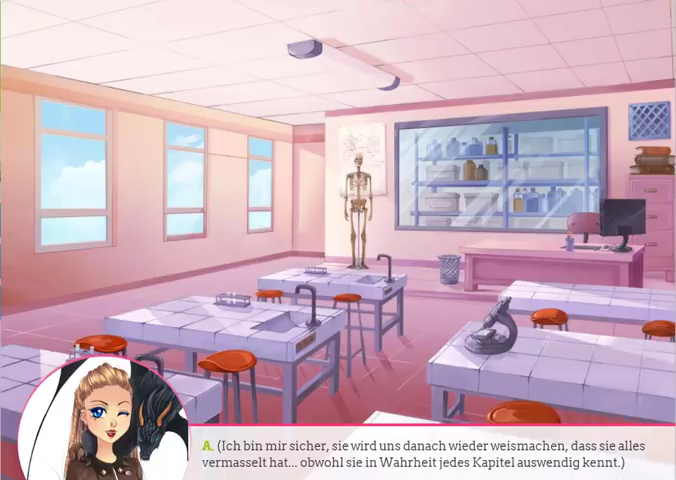 A. (Ich bin mir sicher, sie wird uns danach wieder weismachen, dass sie alles
vermasselt hat... obwohl sie in Wahrheit jedes Kapitel auswendig kennt.)